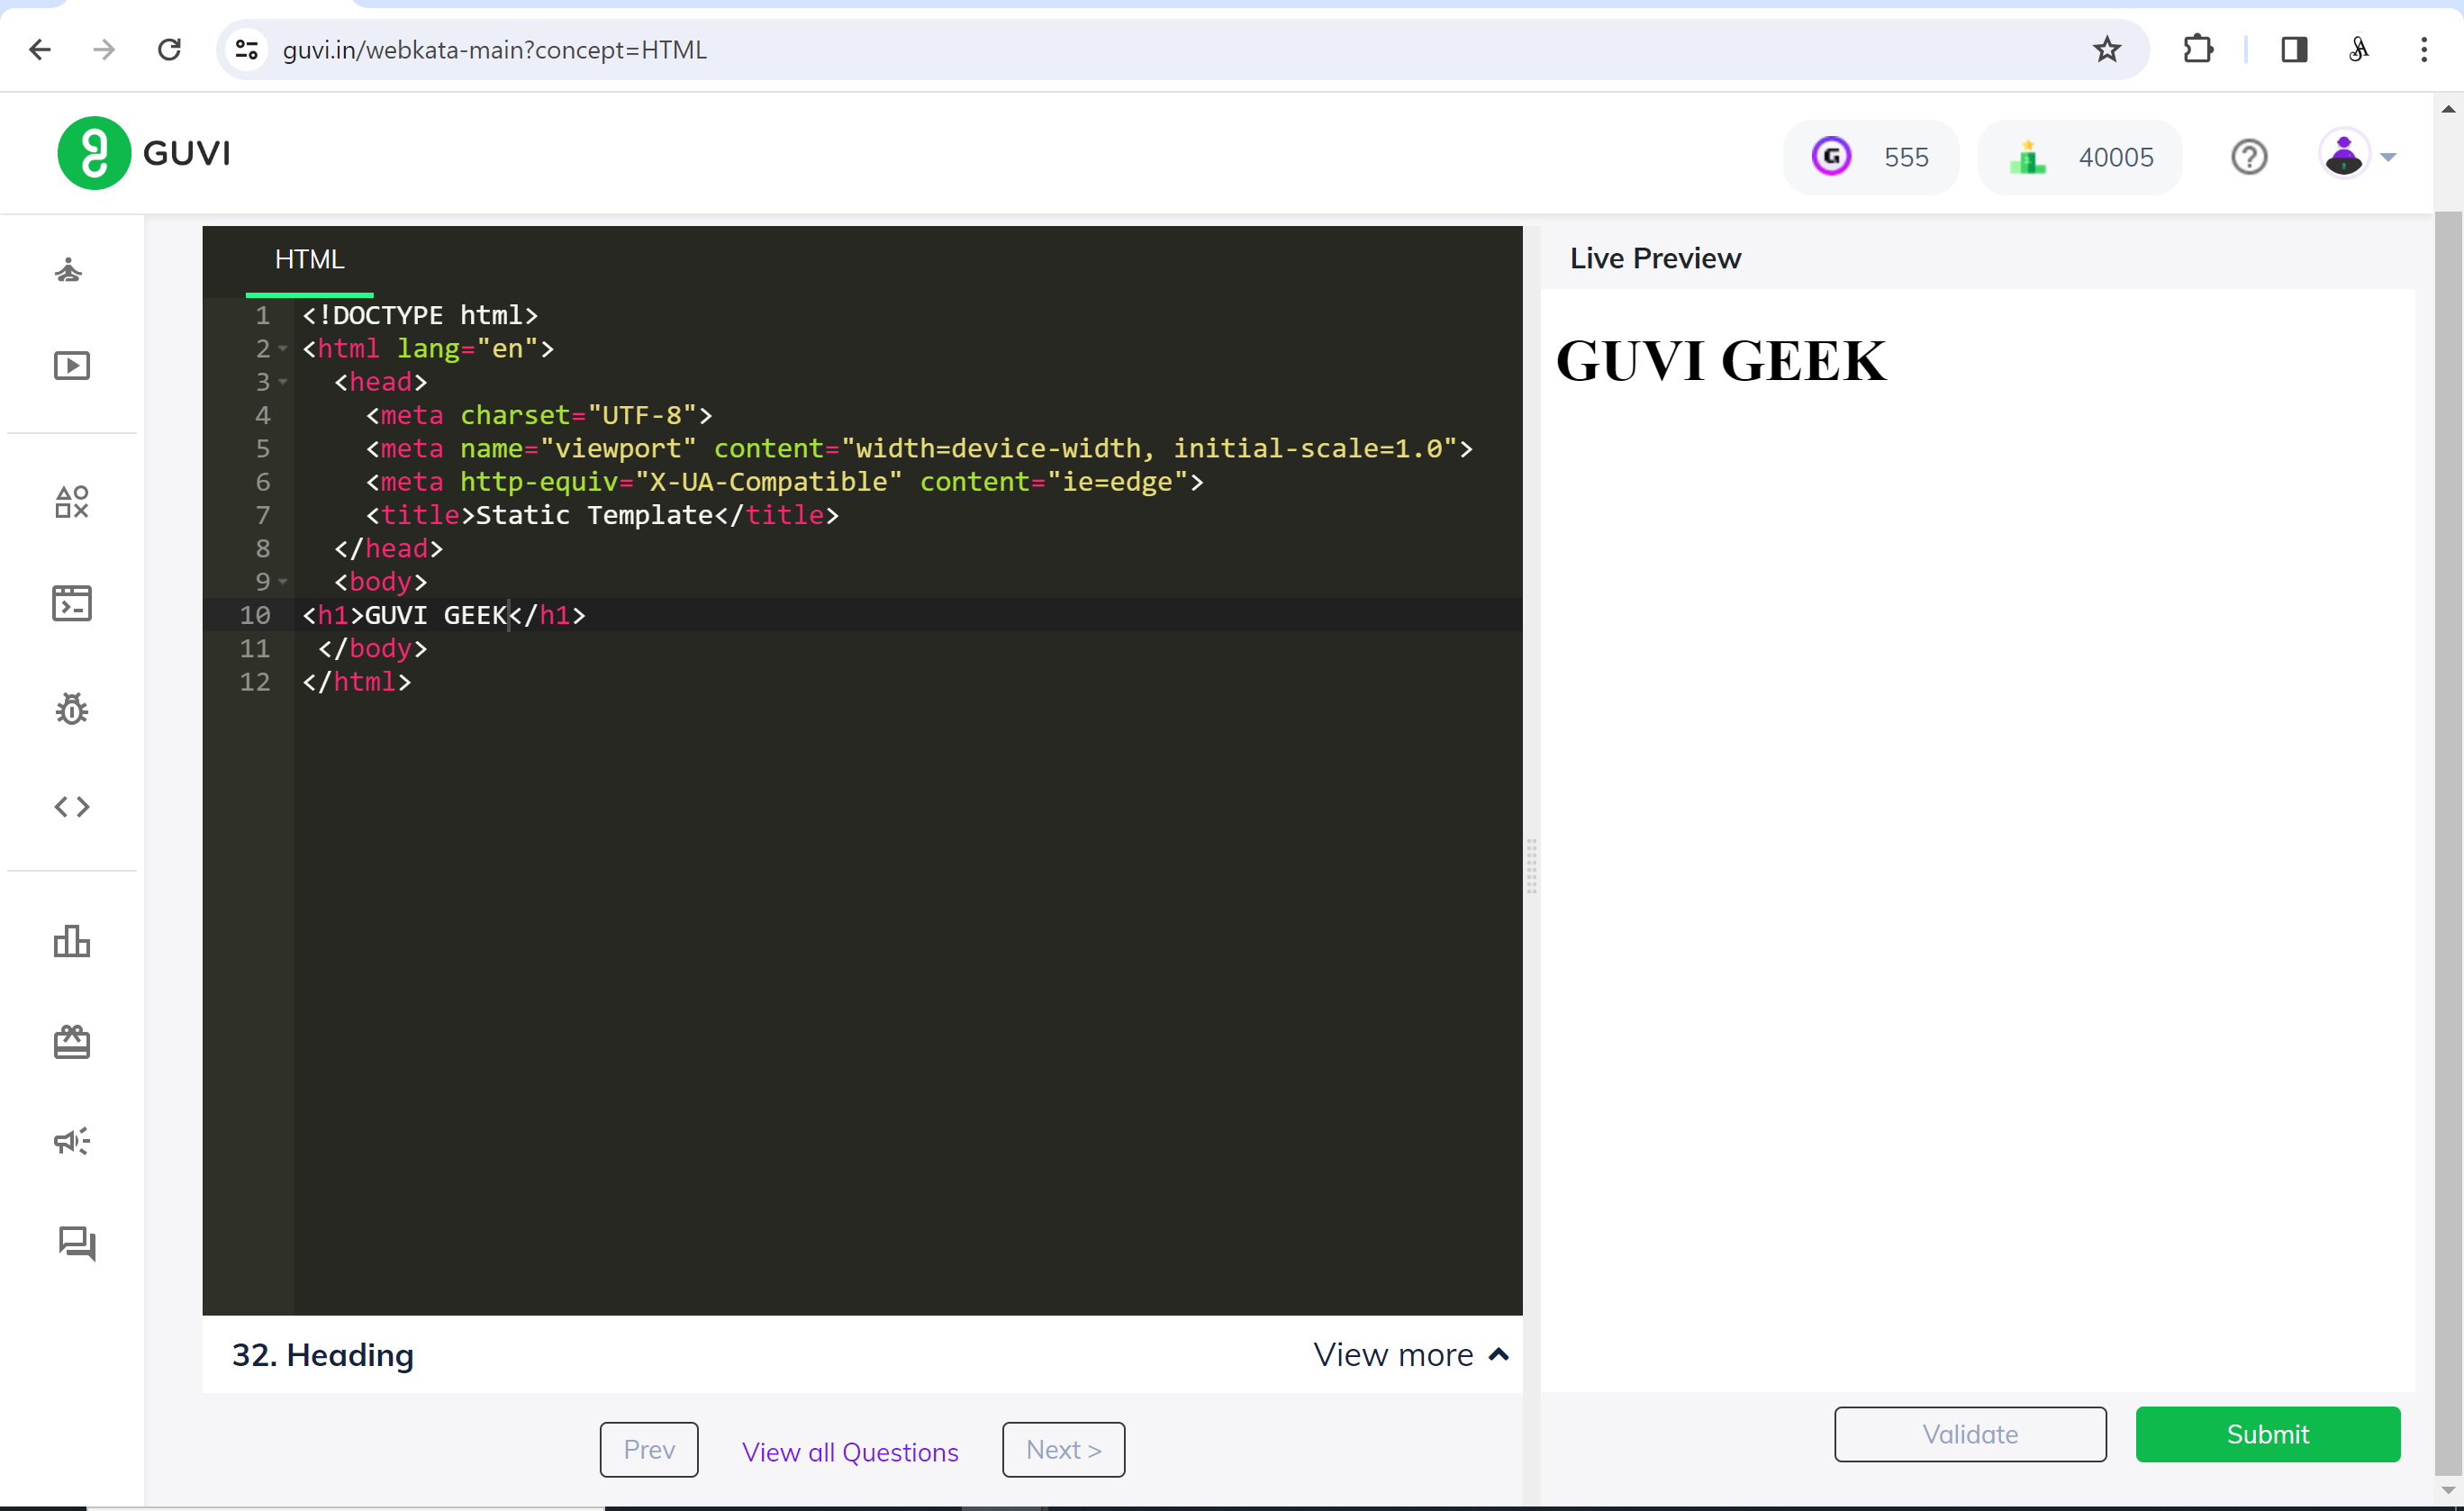 guvi.in/webkata-main?concept=HTML
GUVI
555
40005
HTML
1 <!DOCTYPE html>
2 <html lang="en">
3 <head>
4 <meta charset="UTF-8">
5 <meta name="viewport" content="width=device-width, initial-scale=1.0">
6 <meta http-equiv="X-UA-Compatible" content="ie=edge">
7 <title>Static Template</title>
8 </head>
9 <body>
10 <h1>GUVI GEEK</h1>
11 </body>
12 </html>
Live Preview
GUVI GEEK
32. Heading
View more
Prev
View all Questions
Next >
Validate
Submit